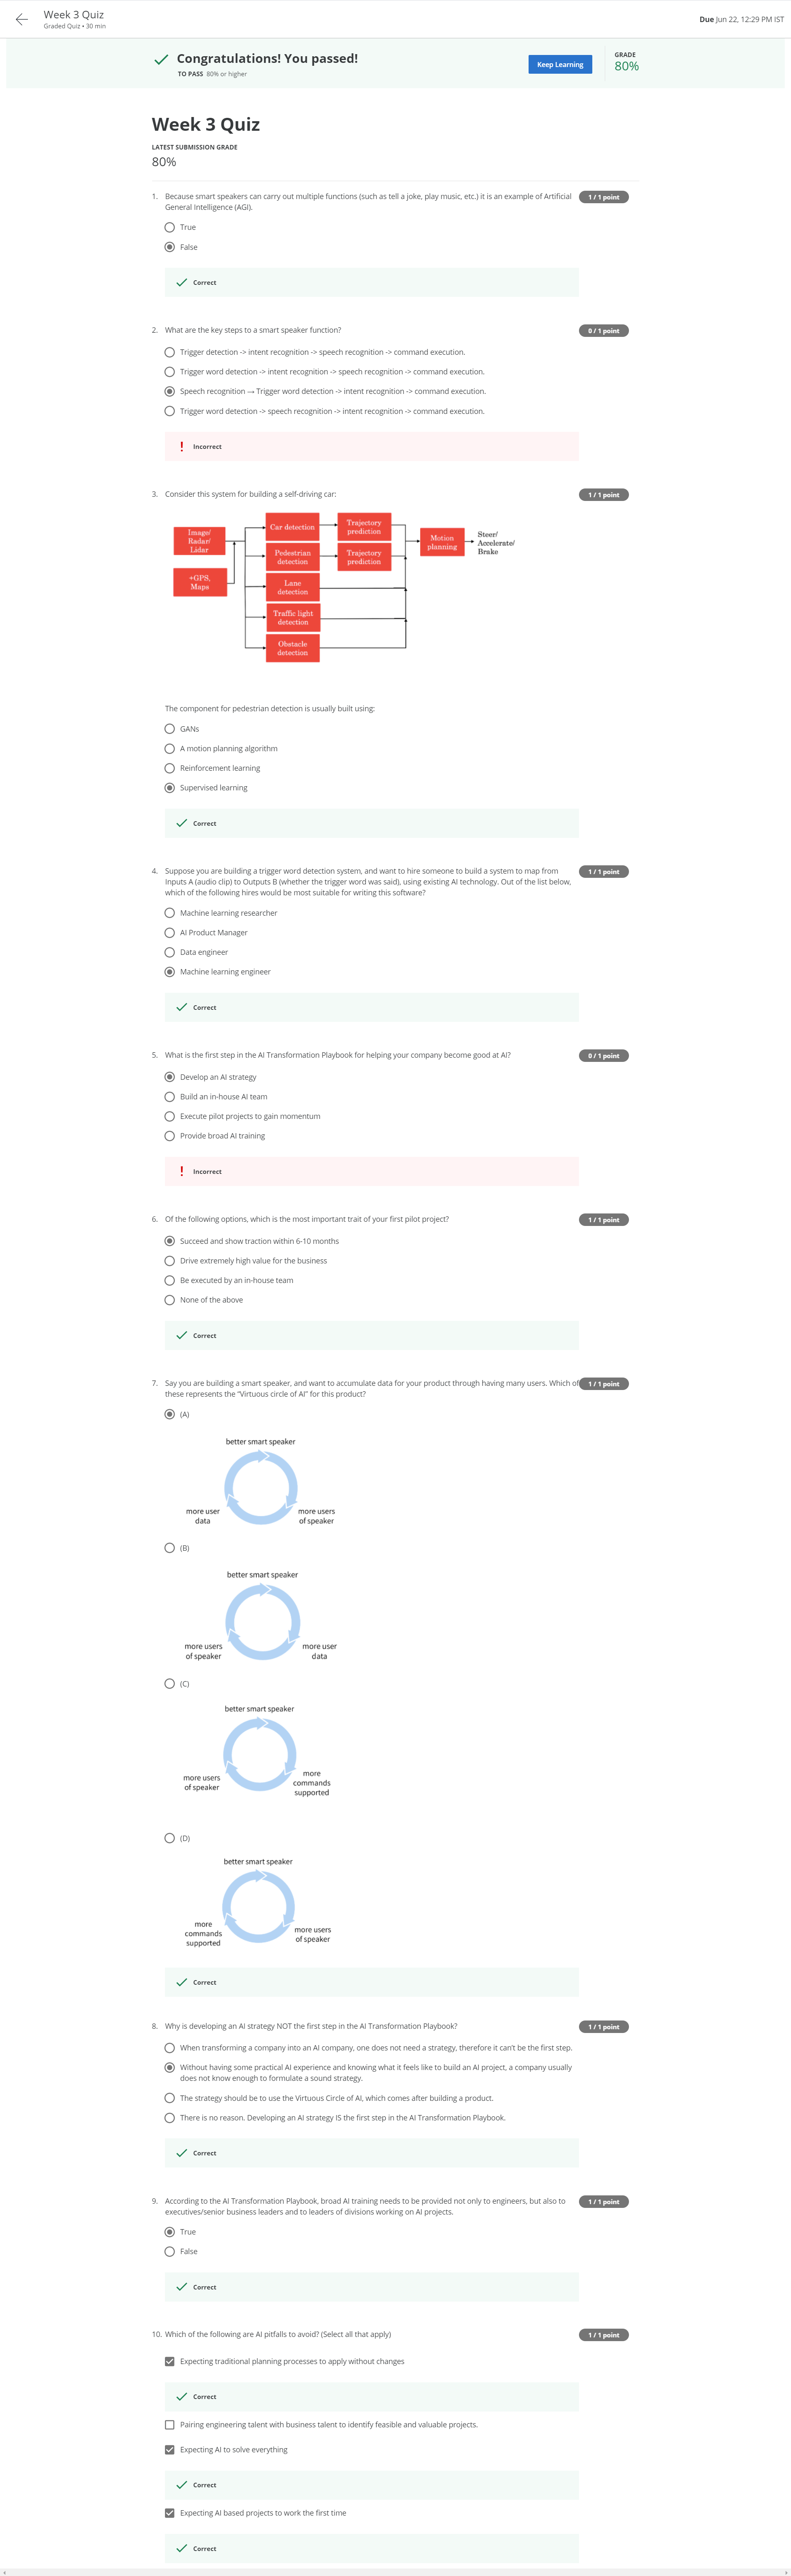 Week 3 Quiz
Graded Quiz • 30 min
Due Jun 22, 12:29 PM IST
Congratulations! You passed!
TO PASS 80% or higher
Keep Learning
GRADE
80%
Week 3 Quiz
LATEST SUBMISSION GRADE
80%
1. Because smart speakers can carry out multiple functions (such as tell a joke, play music, etc.) it is an example of Artificial
General Intelligence (AGI).
1 / 1 point
True
False
Correct
2. What are the key steps to a smart speaker function?
0 / 1 point
Trigger detection -> intent recognition -> speech recognition -> command execution.
Trigger word detection -> intent recognition -> speech recognition -> command execution.
Speech recognition —> Trigger word detection -> intent recognition -> command execution.
Trigger word detection -> speech recognition -> intent recognition -> command execution.
! Incorrect
3. Consider this system for building a self-driving car:
1 / 1 point
Image/
Radar/
Lidar
+GPS,
Maps
Car detection
Trajectory
prediction
Pedestrian
detection
Trajectory
prediction
Lane
detection
Traffic light
detection
Obstacle
detection
Motion
planning
Steer/
Accelerate/
Brake
The component for pedestrian detection is usually built using:
GANs
A motion planning algorithm
Reinforcement learning
Supervised learning
Correct
4. Suppose you are building a trigger word detection system, and want to hire someone to build a system to map from
Inputs A (audio clip) to Outputs B (whether the trigger word was said), using existing AI technology. Out of the list below,
which of the following hires would be most suitable for writing this software?
1 / 1 point
Machine learning researcher
AI Product Manager
Data engineer
Machine learning engineer
Correct
5. What is the first step in the AI Transformation Playbook for helping your company become good at AI?
0 / 1 point
Develop an AI strategy
Build an in-house AI team
Execute pilot projects to gain momentum
Provide broad AI training
! Incorrect
6. Of the following options, which is the most important trait of your first pilot project?
1 / 1 point
Succeed and show traction within 6-10 months
Drive extremely high value for the business
Be executed by an in-house team
None of the above
Correct
7. Say you are building a smart speaker, and want to accumulate data for your product through having many users. Which of
these represents the “Virtuous circle of AI” for this product?
1 / 1 point
(A)
better smart speaker
more user
data
more users
of speaker
(B)
better smart speaker
more users
of speaker
more user
data
(C)
better smart speaker
more users
of speaker
more
commands
supported
(D)
better smart speaker
more
commands
supported
more users
of speaker
Correct
8. Why is developing an AI strategy NOT the first step in the AI Transformation Playbook?
1 / 1 point
When transforming a company into an AI company, one does not need a strategy, therefore it can’t be the first step.
Without having some practical AI experience and knowing what it feels like to build an AI project, a company usually
does not know enough to formulate a sound strategy.
The strategy should be to use the Virtuous Circle of AI, which comes after building a product.
There is no reason. Developing an AI strategy IS the first step in the AI Transformation Playbook.
Correct
9. According to the AI Transformation Playbook, broad AI training needs to be provided not only to engineers, but also to
executives/senior business leaders and to leaders of divisions working on AI projects.
1 / 1 point
True
False
Correct
10. Which of the following are AI pitfalls to avoid? (Select all that apply)
1 / 1 point
Expecting traditional planning processes to apply without changes
Correct
Pairing engineering talent with business talent to identify feasible and valuable projects.
Expecting AI to solve everything
Correct
Expecting AI based projects to work the first time
Correct